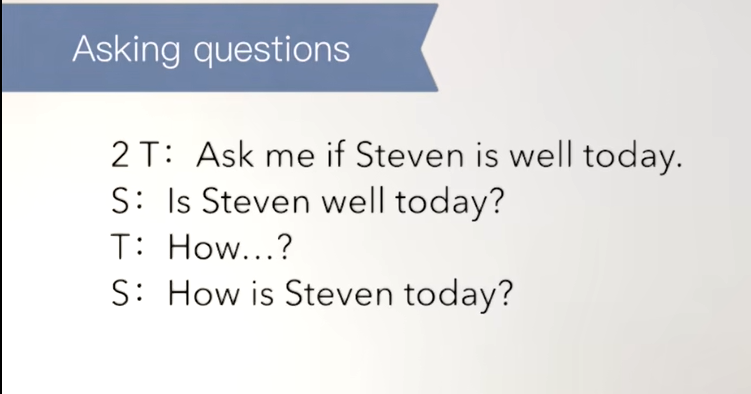 Asking questions
2 T： Ask me if Steven is well today.
S： Is Steven well today?
T： How...?
S： How is Steven today?